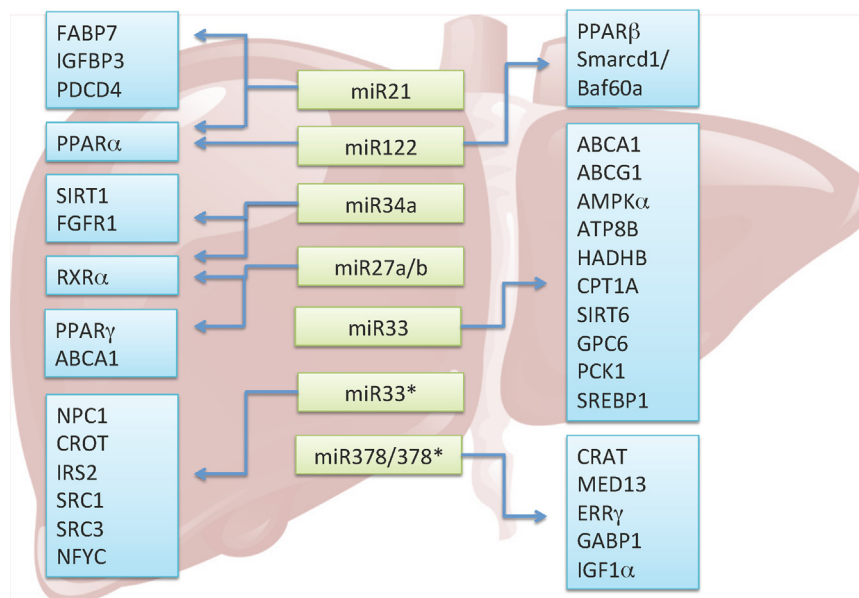 FABP7
IGFBP3
PDCD4
PPARα
SIRT1
FGFR1
RXRα
PPARγ
ABCA1
NPC1
CROT
IRS2
SRC1
SRC3
NFYC
miR21
miR122
miR34a
miR27a/b
miR33
miR33*
miR378/378*
PPARβ
Smarcd1/
Baf60a
ABCA1
ABCG1
AMPKα
ATP8B
HADHB
CPT1A
SIRT6
GPC6
PCK1
SREBP1
CRAT
MED13
ERRγ
GABP1
IGF1α